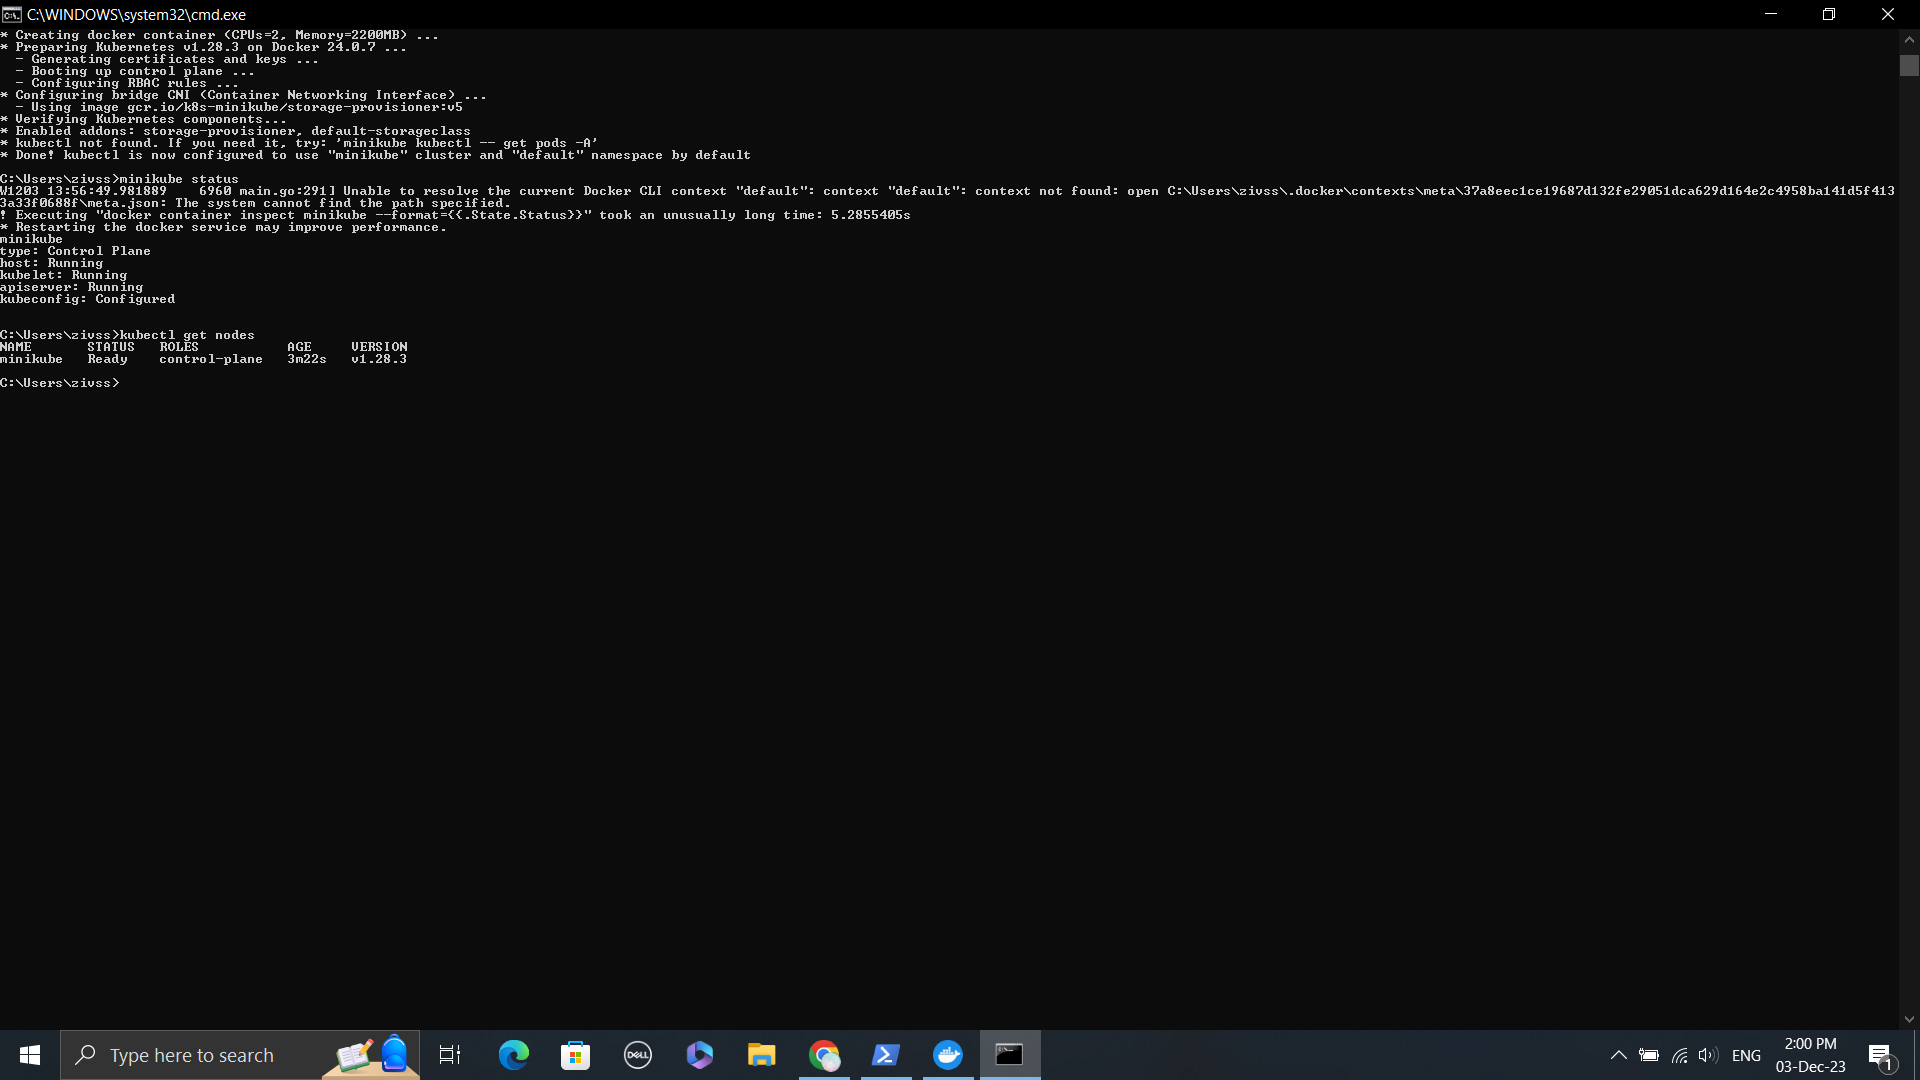 C:\WINDOWS\system32\cmd.exe
* Creating docker container (CPUs=2, Memory=2200MB) ...
* Preparing Kubernetes v1.28.3 on Docker 24.0.7 ...
  - Generating certificates and keys ...
  - Booting up control plane ...
  - Configuring RBAC rules ...
* Configuring bridge CNI (Container Networking Interface) ...
  - Using image gcr.io/k8s-minikube/storage-provisioner:v5
* Verifying Kubernetes components...
* Enabled addons: storage-provisioner, default-storageclass
* kubectl not found. If you need it, try: 'minikube kubectl -- get pods -A'
* Done! kubectl is now configured to use "minikube" cluster and "default" namespace by default
C:\Users\zivss>minikube status
W1203 13:56:49.981889    6960 main.go:291] Unable to resolve the current Docker CLI context "default": context "default": context not found: open C:\Users\zivss\.docker\contexts\meta\37a8eec1ce19687d132fe29051dca629d164e2c4958ba141d5f413
3a33f0688f\meta.json: The system cannot find the path specified.
! Executing "docker container inspect minikube --format={{.State.Status}}" took an unusually long time: 5.2855405s
* Restarting the docker service may improve performance.
minikube
type: Control Plane
host: Running
kubelet: Running
apiserver: Running
kubeconfig: Configured
C:\Users\zivss>kubectl get nodes
NAME       STATUS   ROLES           AGE     VERSION
minikube   Ready    control-plane   3m22s   v1.28.3
C:\Users\zivss>
Type here to search
DELL
ENG
2:00 PM
03-Dec-23
1